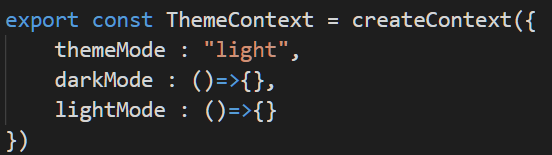 export const ThemeContext = createContext({
    themeMode : "light",
    darkMode : ()=>{},
    lightMode : ()=>{}
})